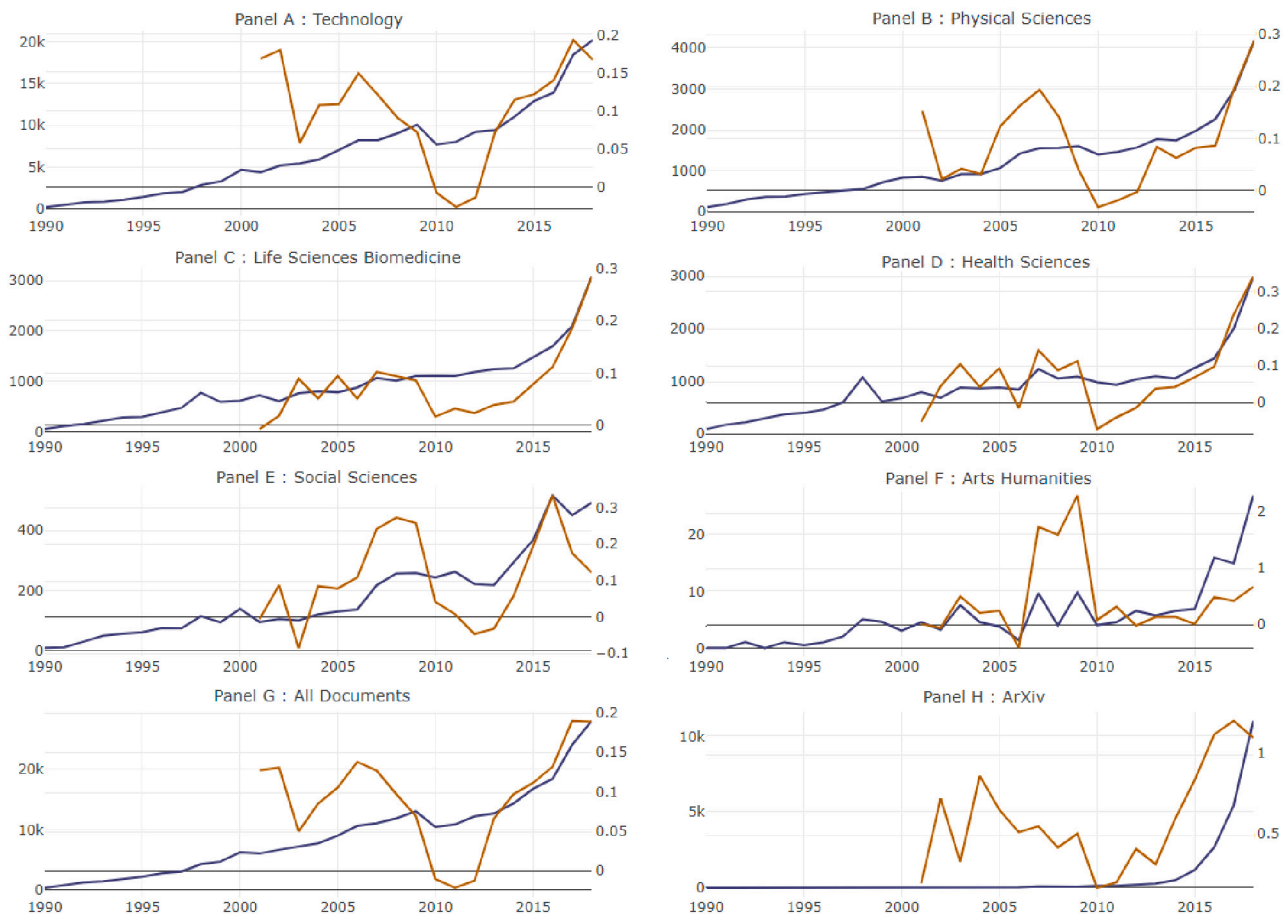 Panel A : Technology
20k
15k
10k
5k
0
0.2
0.15
0.1
0.05
0
1990 1995 2000 2005 2010 2015
Panel B : Physical Sciences
4000
3000
2000
1000
0
0.3
0.2
0.1
0
1990 1995 2000 2005 2010 2015
Panel C : Life Sciences Biomedicine
3000
2000
1000
0
0.3
0.2
0.1
0
1990 1995 2000 2005 2010 2015
Panel D : Health Sciences
3000
2000
1000
0
0.3
0.2
0.1
0
1990 1995 2000 2005 2010 2015
Panel E : Social Sciences
400
200
0
0.3
0.2
0.1
0
−0.1
1990 1995 2000 2005 2010 2015
Panel F : Arts Humanities
20
10
0
2
1
0
1990 1995 2000 2005 2010 2015
Panel G : All Documents
20k
10k
0
0.2
0.15
0.1
0.05
0
1990 1995 2000 2005 2010 2015
Panel H : ArXiv
10k
5k
0
1
0.5
1990 1995 2000 2005 2010 2015